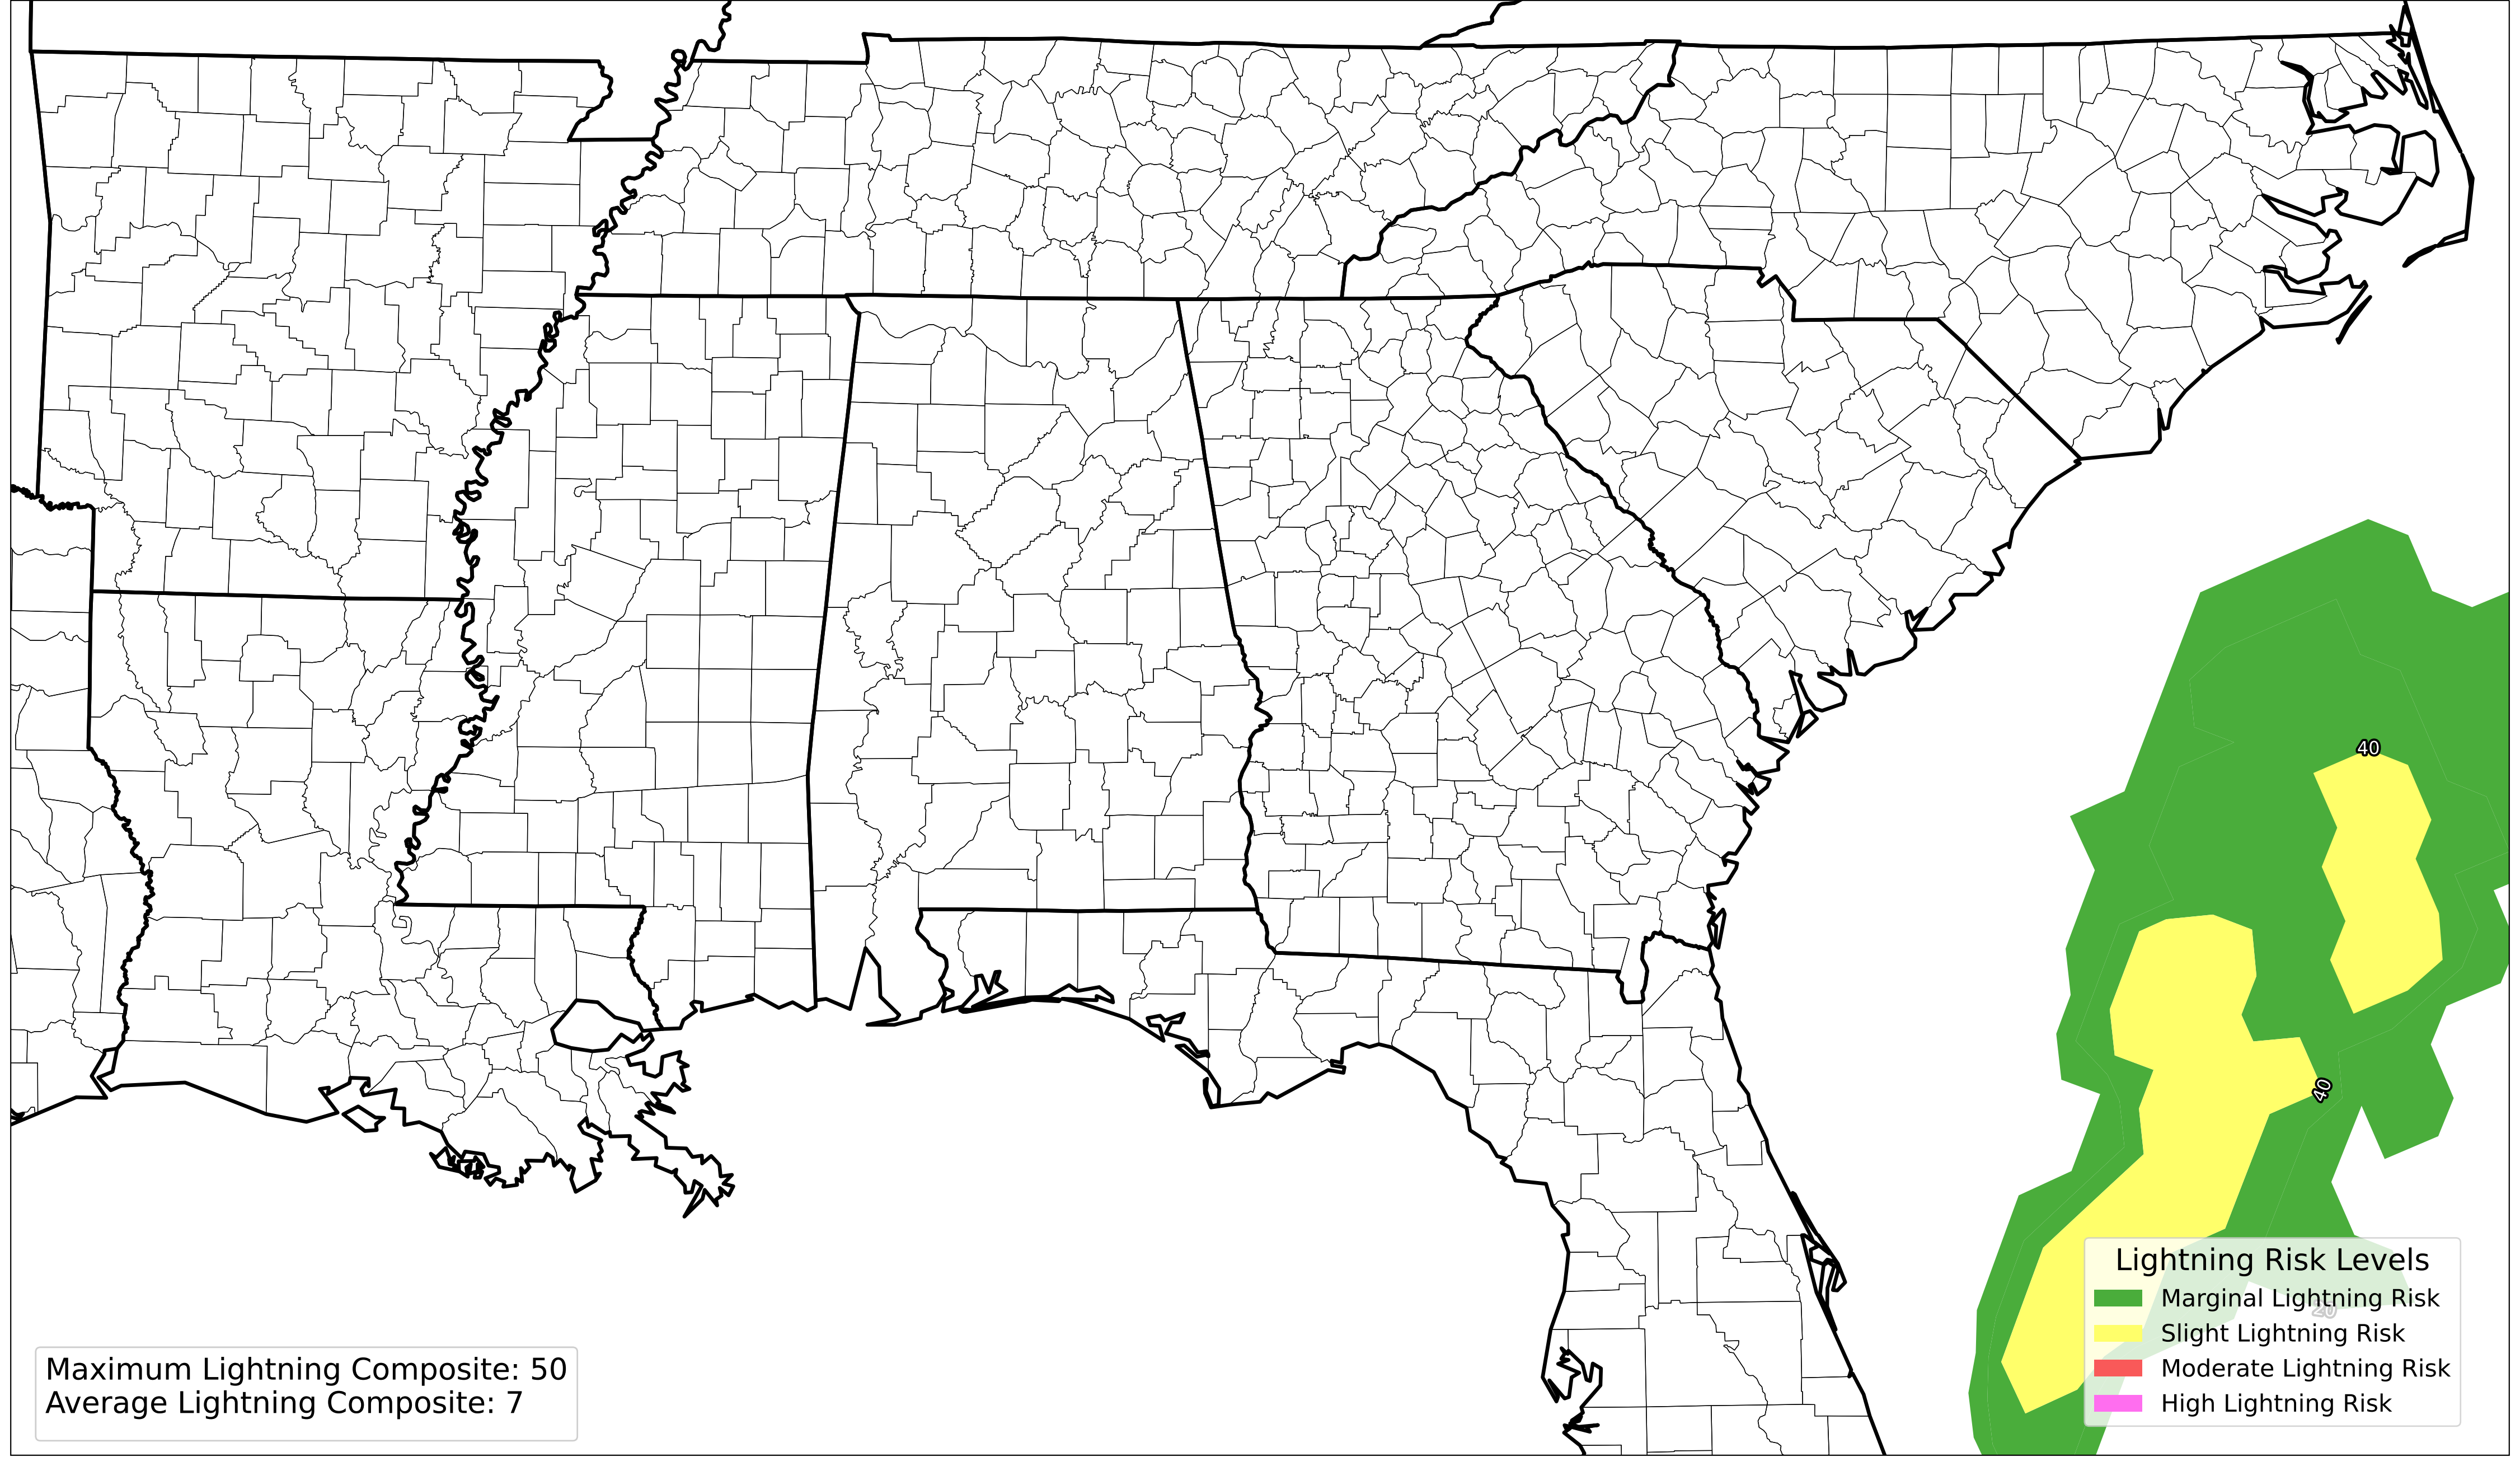 40
40
Lightning Risk Levels
Marginal Lightning Risk
20
Slight Lightning Risk
Moderate Lightning Risk
High Lightning Risk
Maximum Lightning Composite: 50
Average Lightning Composite: 7